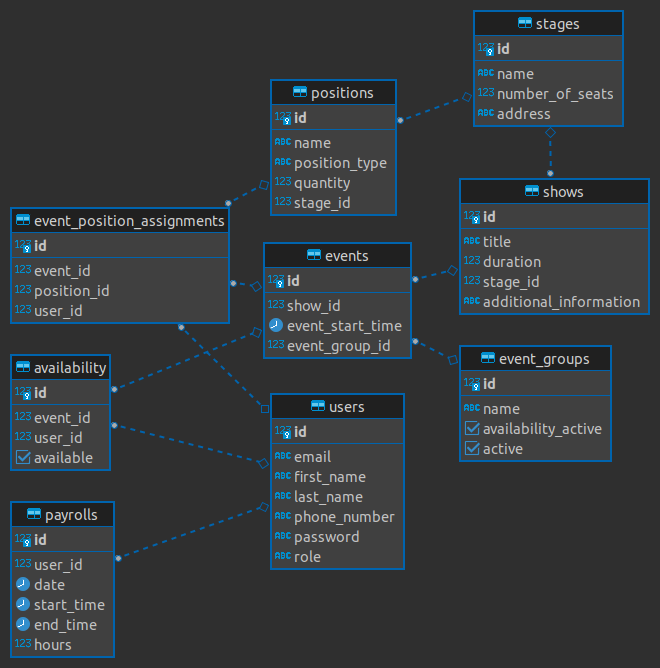 stages
123 id
ABC name
123 number_of_seats
ABC address
positions
123 id
ABC name
ABC position_type
123 quantity
123 stage_id
shows
123 id
ABC title
123 duration
123 stage_id
ABC additional_information
event_position_assignments
123 id
123 event_id
123 position_id
123 user_id
events
123 id
123 show_id
event_start_time
123 event_group_id
event_groups
123 id
ABC name
availability_active
active
availability
123 id
123 event_id
123 user_id
available
users
123 id
ABC email
ABC first_name
ABC last_name
ABC phone_number
ABC password
ABC role
payrolls
123 id
123 user_id
date
start_time
end_time
123 hours